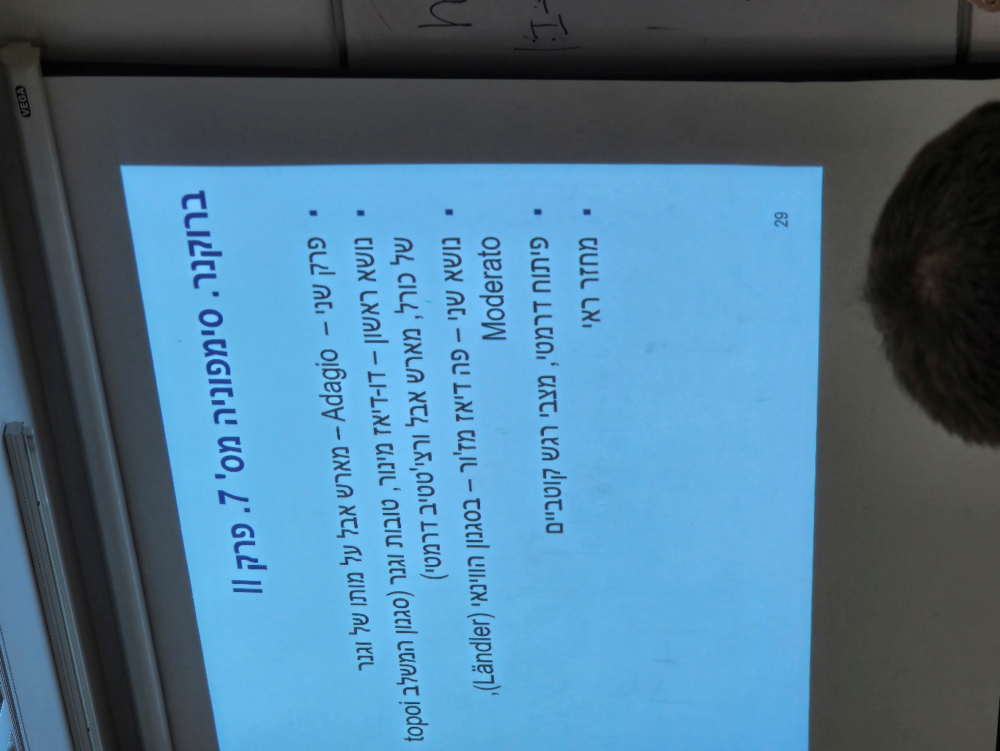 VEGA
ברוקנר. סימפוניה מס' 7. פרק II
פרק שני – Adagio – מארש אבל על מותו של וגנר
נושא ראשון – דו-דיאז מינור, טובות וגנר (סגנון המשלב topoi
של כורל, מארש אבל ורצ'יטטיב דרמטי)
נושא שני – פה דיאז מז'ור – בסגנון הווינאי (Ländler),
Moderato
פיתוח דרמטי, מצבי רגש קוטביים
מחזר ראי
29